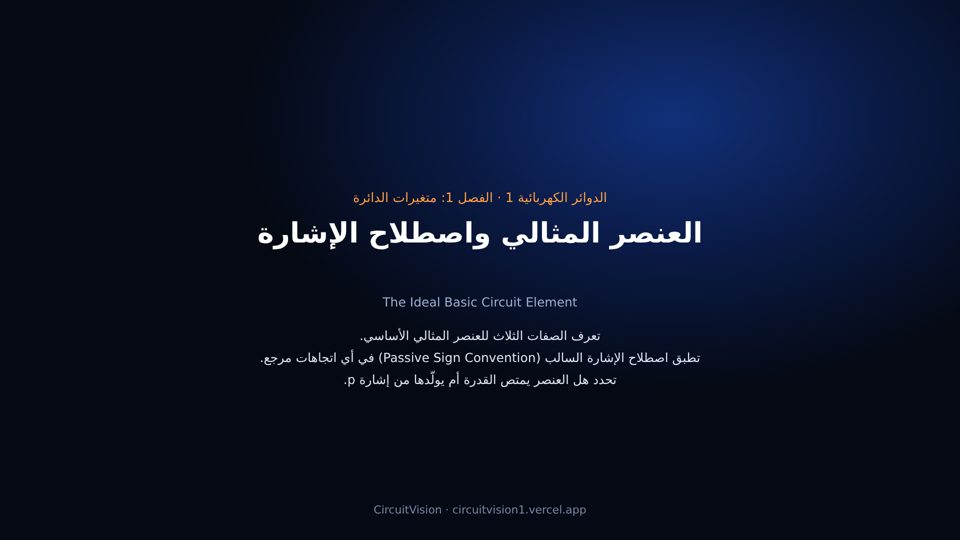 الدوائر الكهربائية 1 · الفصل 1: متغيرات الدائرة
العنصر المثالي واصطلاح الإشارة
The Ideal Basic Circuit Element
تعرف الصفات الثلاث للعنصر المثالي الأساسي.
تطبق اصطلاح الإشارة السالب (Passive Sign Convention) في أي اتجاهات مرجع.
تحدد هل العنصر يمتص القدرة أم يولّدها من إشارة p.
CircuitVision · circuitvision1.vercel.app